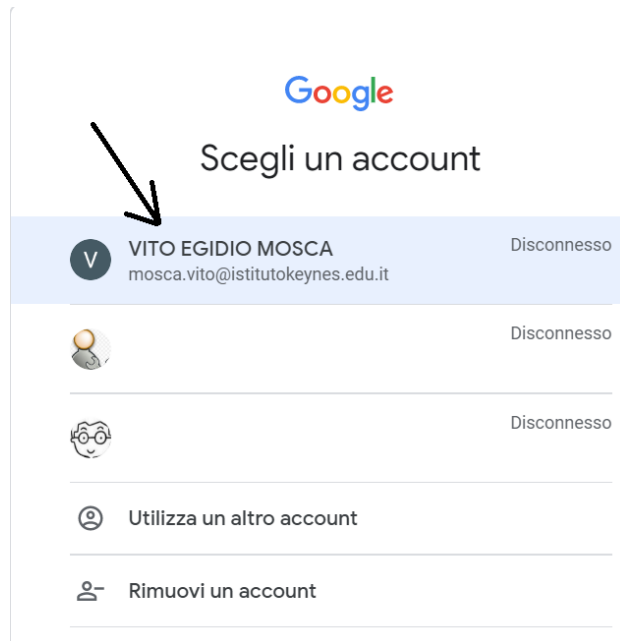 Google
Scegli un account
V
VITO EGIDIO MOSCA
Disconnesso
mosca.vito@istitutokeynes.edu.it
Disconnesso
Disconnesso
Utilizza un altro account
Rimuovi un account